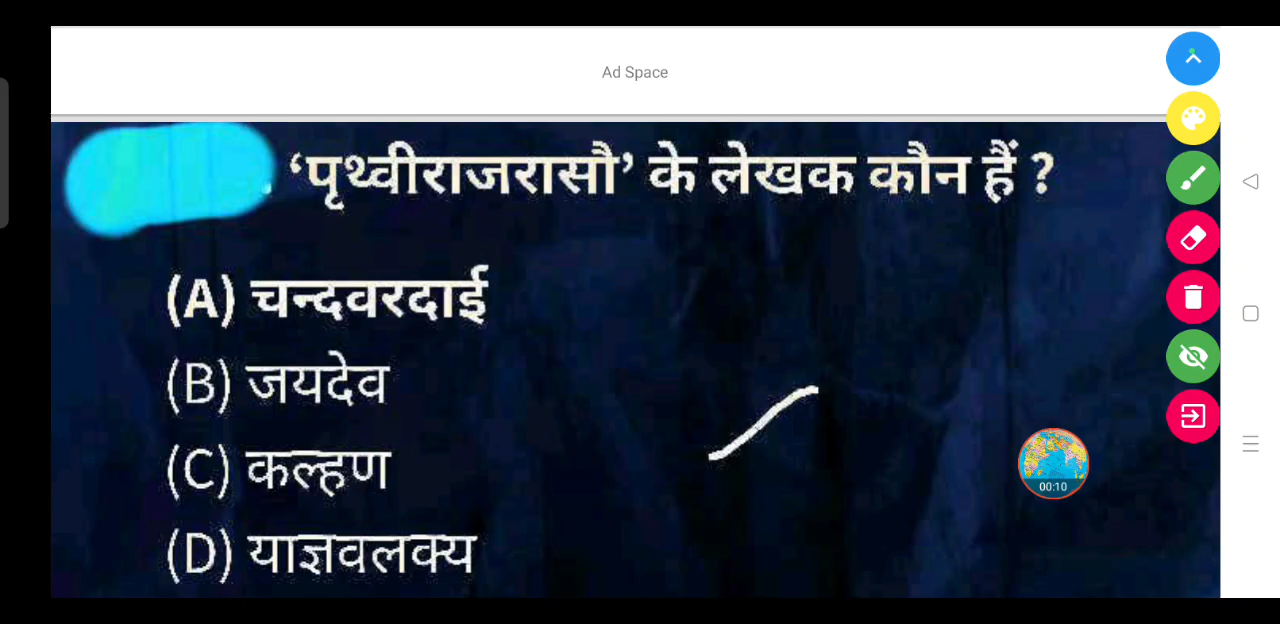 Ad Space
. ‘पृथ्वीराजरासौ’ के लेखक कौन हैं ?
(A) चन्दवरदाई
(B) जयदेव
(C) कल्हण
(D) याज्ञवलक्य
00:10